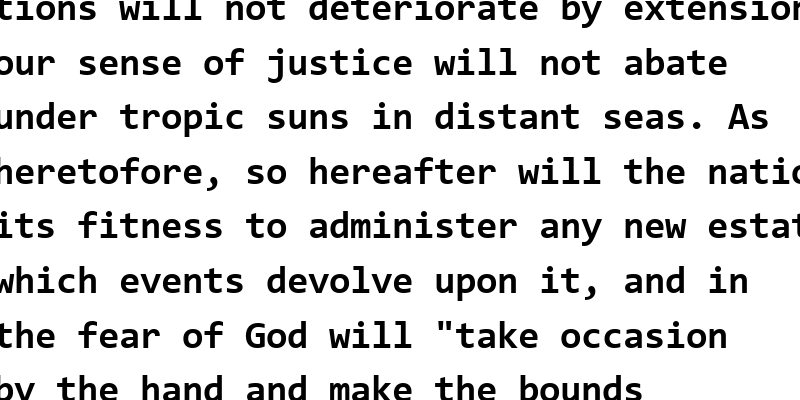 tions will not deteriorate by extension
our sense of justice will not abate
under tropic suns in distant seas. As
heretofore, so hereafter will the natio
its fitness to administer any new estat
which events devolve upon it, and in
the fear of God will "take occasion
by the hand and make the bounds